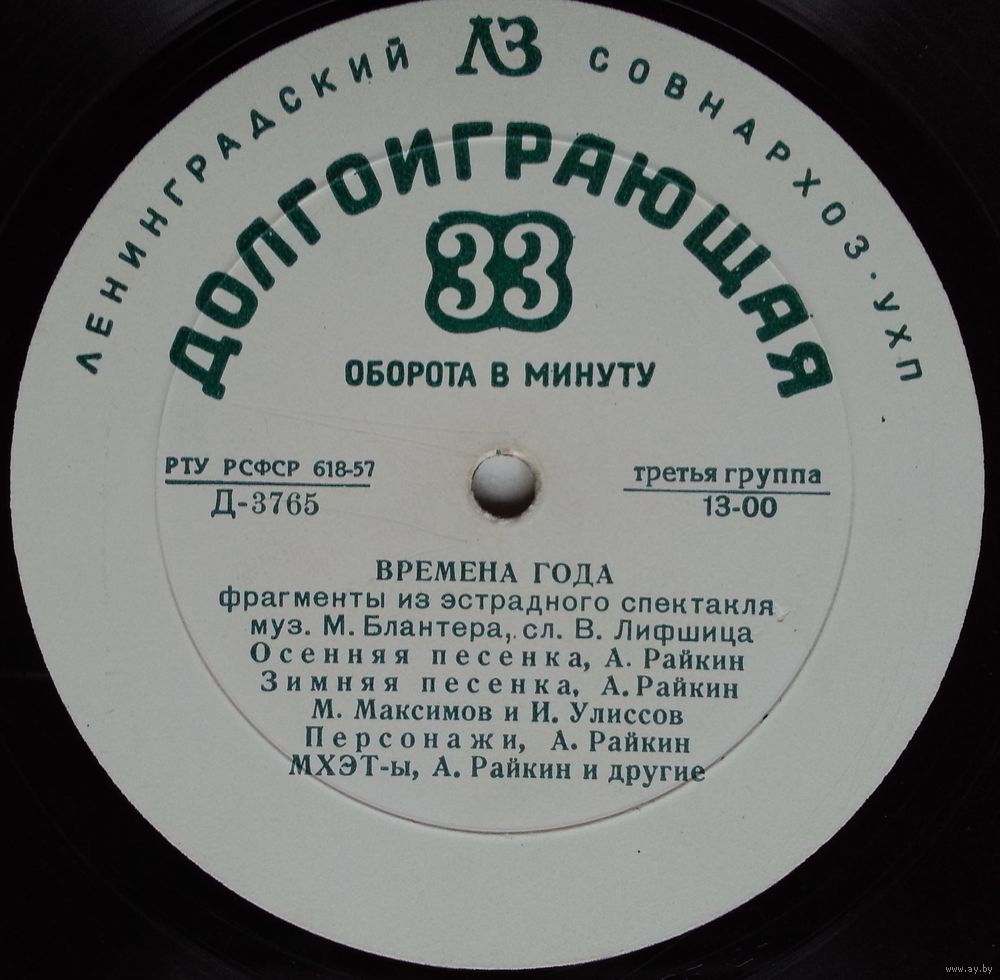 ЛЕНИНГРАДСКИЙ ЛЗ СОВНАРХОЗ · УХП
ДОЛГОИГРАЮЩАЯ
33
ОБОРОТА В МИНУТУ
РТУ РСФСР 618-57
Д-3765
третья группа
13-00
ВРЕМЕНА ГОДА
фрагменты из эстрадного спектакля
муз. М. Блантера, сл. В. Лифшица
Осенняя песенка, А. Райкин
Зимняя песенка, А. Райкин
М. Максимов и И. Улиссов
Персонажи, А. Райкин
МХЭТ-ы, А. Райкин и другие
www.ay.by